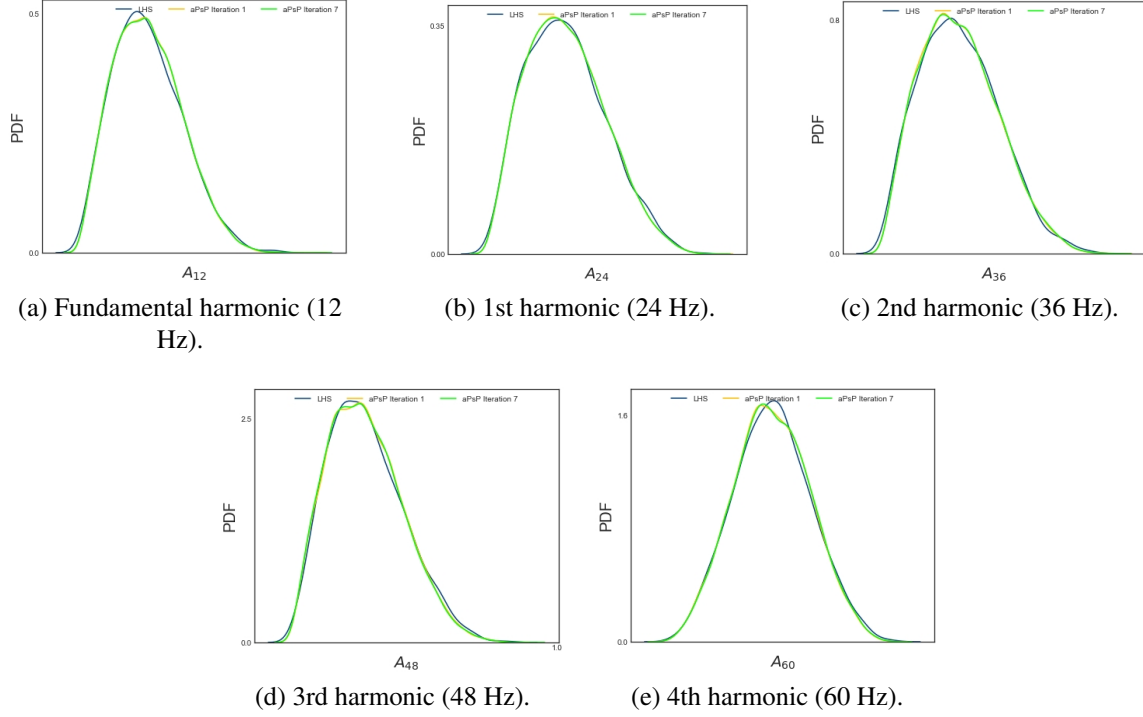 0.5
LHS aPsP Iteration 1 aPsP Iteration 7
PDF
0.0
A12
(a) Fundamental harmonic (12
Hz).
0.35
LHS aPsP Iteration 1 aPsP Iteration 7
PDF
0.00
A24
(b) 1st harmonic (24 Hz).
0.8
LHS aPsP Iteration 1 aPsP Iteration 7
PDF
0.0
A36
(c) 2nd harmonic (36 Hz).
LHS aPsP Iteration 1 aPsP Iteration 7
2.5
PDF
0.0
1.0
A48
(d) 3rd harmonic (48 Hz).
LHS aPsP Iteration 1 aPsP Iteration 7
1.6
PDF
0.0
A60
(e) 4th harmonic (60 Hz).